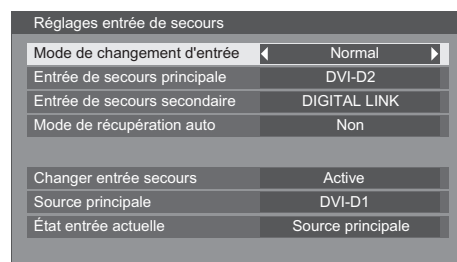 Réglages entrée de secours
Mode de changement d'entrée Normal
Entrée de secours principale DVI-D2
Entrée de secours secondaire DIGITAL LINK
Mode de récupération auto Non
Changer entrée secours Active
Source principale DVI-D1
État entrée actuelle Source principale